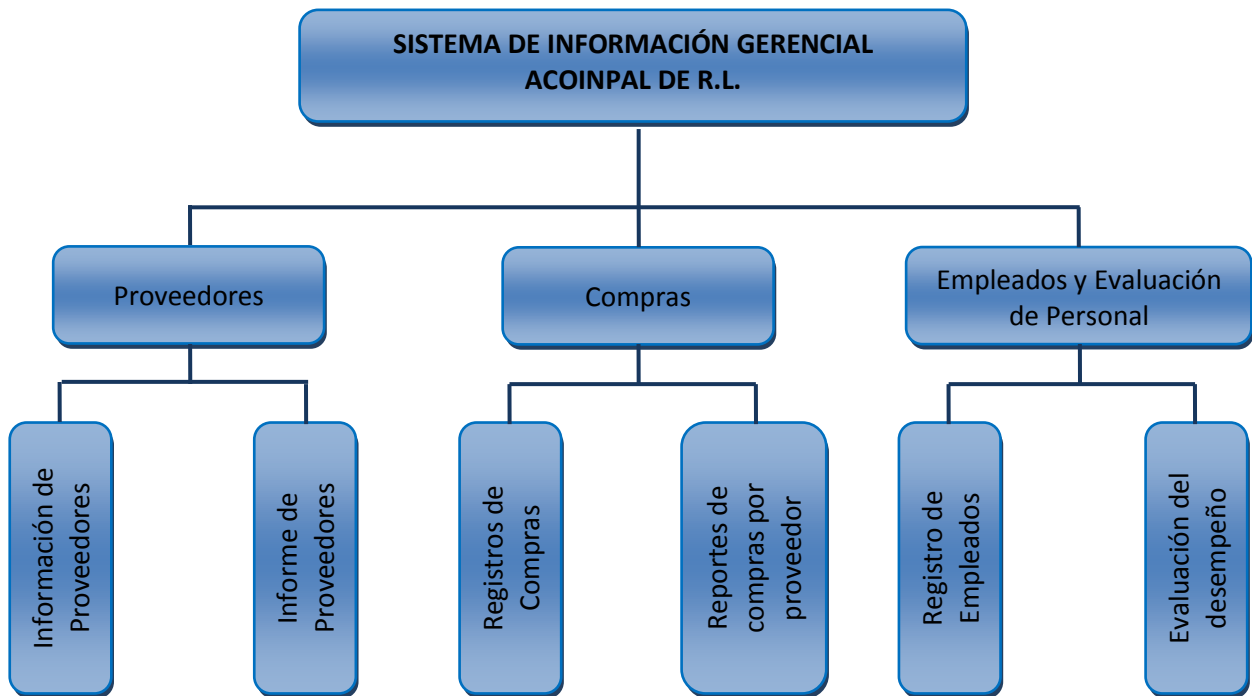 SISTEMA DE INFORMACIÓN GERENCIAL
ACOINPAL DE R.L.
Proveedores
Compras
Empleados y Evaluación
de Personal
Información de
Proveedores
Informe de
Proveedores
Registros de
Compras
Reportes de
compras por
proveedor
Registro de
Empleados
Evaluación del
desempeño